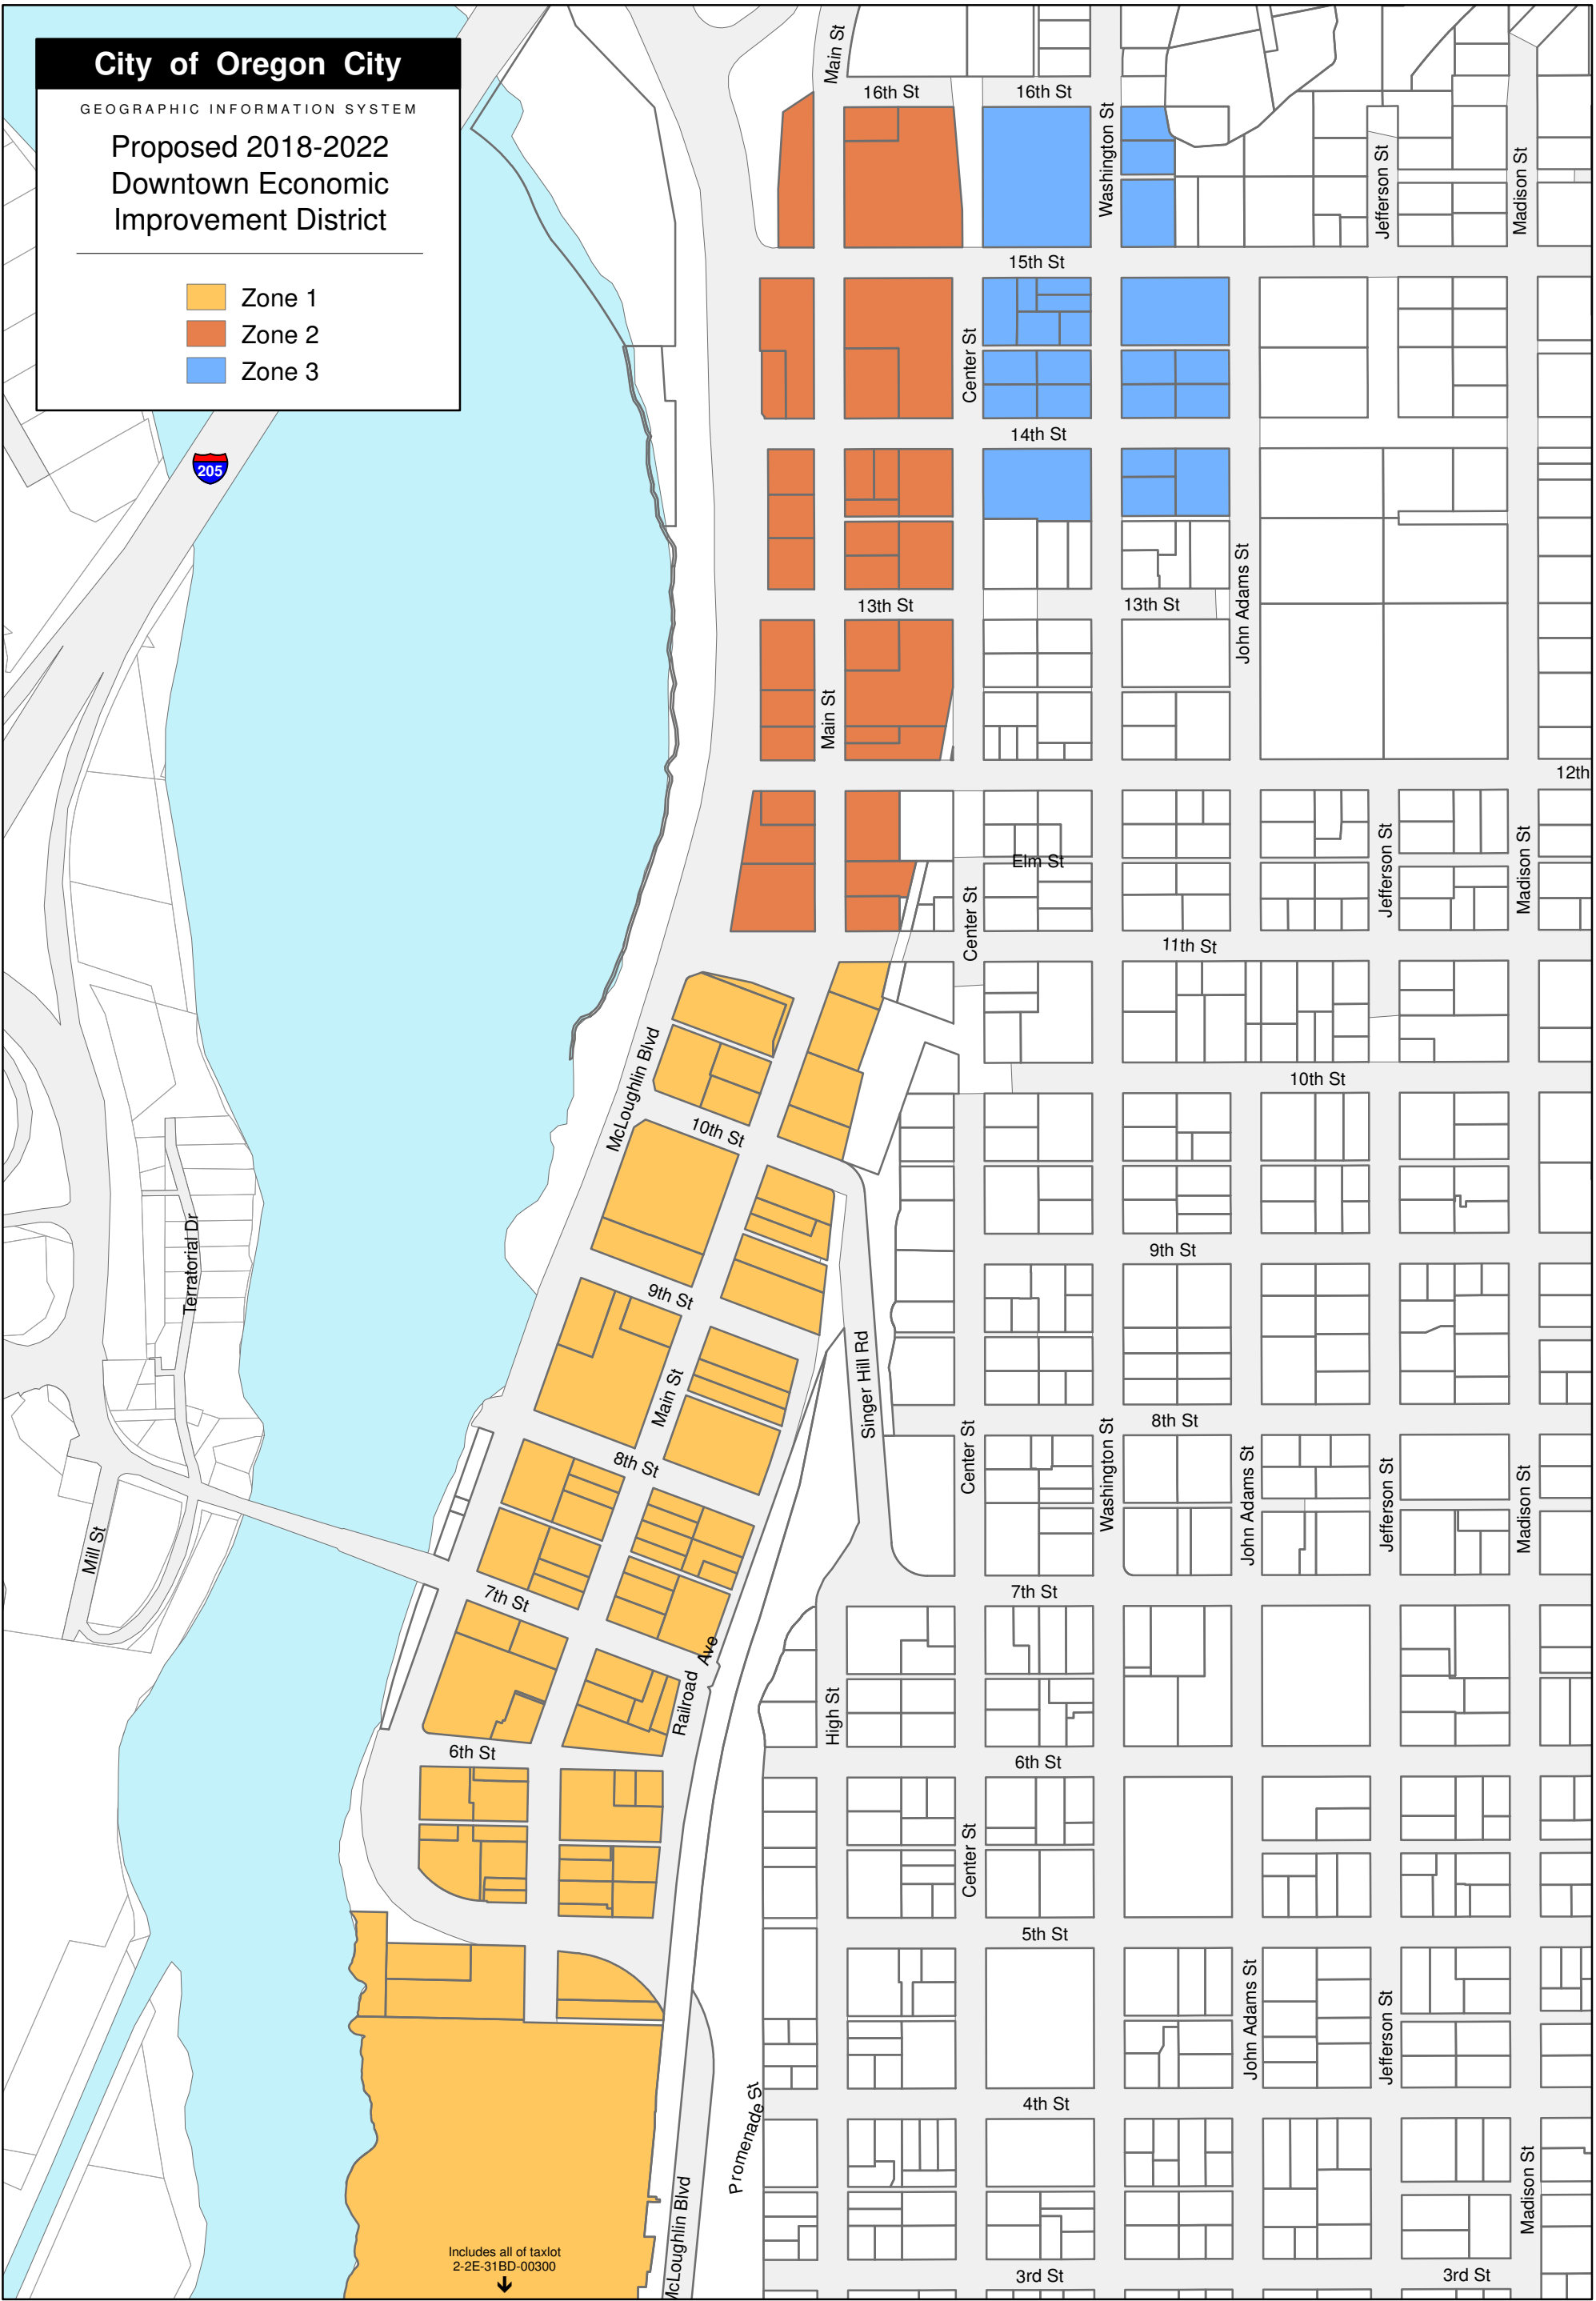 City of Oregon City
GEOGRAPHIC INFORMATION SYSTEM
Proposed 2018-2022
Downtown Economic
Improvement District
Zone 1
Zone 2
Zone 3
205
Main St
16th St
16th St
Washington St
Jefferson St
Madison St
15th St
Center St
14th St
John Adams St
13th St
13th St
Main St
12th
Elm St
Jefferson St
Madison St
Center St
11th St
McLoughlin Blvd
10th St
10th St
Terratorial Dr
9th St
9th St
Main St
Singer Hill Rd
8th St
8th St
Center St
Washington St
John Adams St
Jefferson St
Madison St
Mill St
7th St
7th St
Railroad Ave
High St
6th St
6th St
Center St
5th St
John Adams St
Jefferson St
4th St
Promenade St
McLoughlin Blvd
Madison St
Includes all of taxlot
2-2E-31BD-00300
3rd St
3rd St